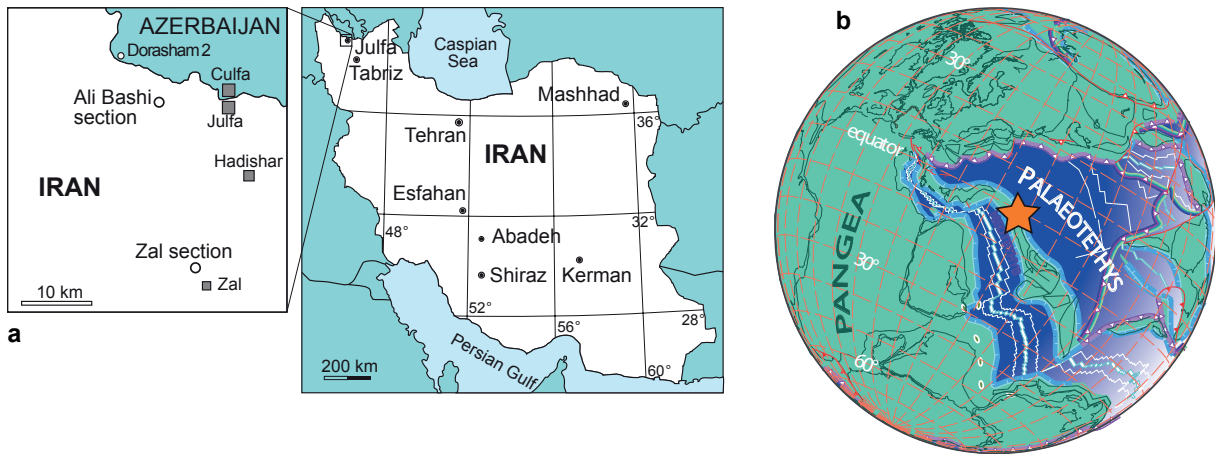 AZERBAIJAN
Dorasham 2
Culfa
Ali Bashi
section
Julfa
Hadishar
IRAN
Zal section
Zal
10 km
a
Julfa
Tabriz
Caspian
Sea
Mashhad
36°
Tehran
IRAN
Esfahan
48°
32°
Abadeh
Shiraz
Kerman
52°
56°
28°
Persian Gulf
60°
200 km
b
30°
equator
PALAEOTETHYS
PANGEA
30°
60°